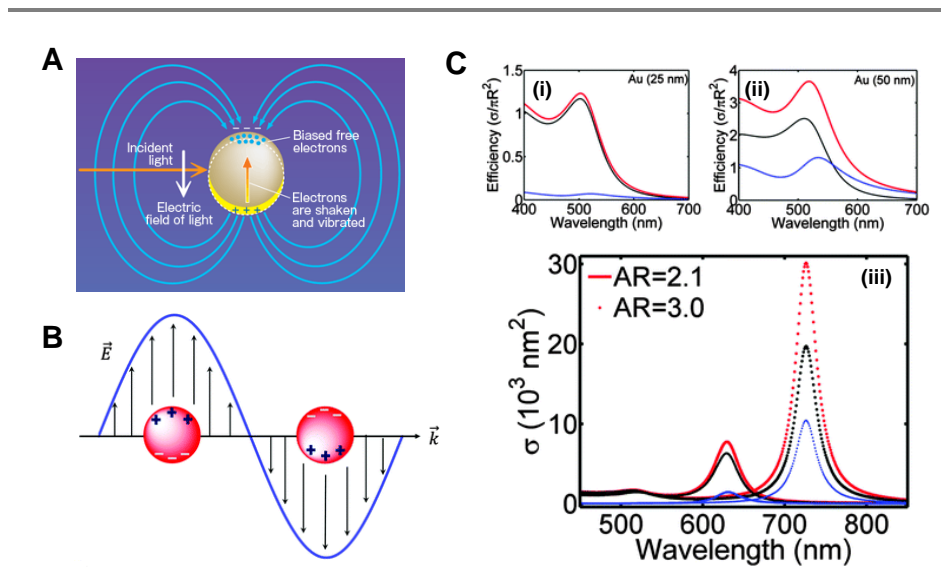 A
Incident
light
Electric
field of light
− −
Biased free
electrons
Electrons
are shaken
and vibrated
+ + +
B
E⃗
+ + +
− − −
− − −
+ + +
k⃗
C
(i)
Au (25 nm)
1.5
1
0.5
0
Efficiency (σ/πR²)
400 500 600 700
Wavelength (nm)
(ii)
Au (50 nm)
4
3
2
1
0
Efficiency (σ/πR²)
400 500 600 700
Wavelength (nm)
(iii)
AR=2.1
AR=3.0
30
20
10
0
σ (10³ nm²)
500 600 700 800
Wavelength (nm)